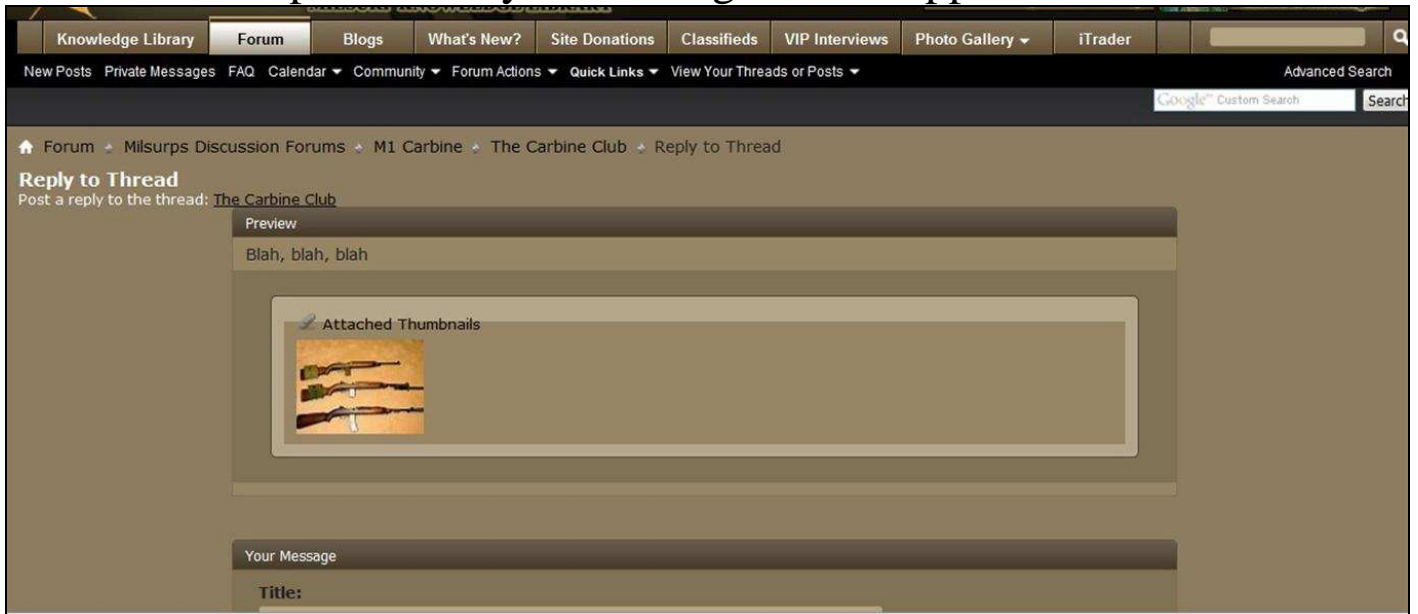 Knowledge Library Forum Blogs What's New? Site Donations Classifieds VIP Interviews Photo Gallery iTrader
New Posts Private Messages FAQ Calendar Community Forum Actions Quick Links View Your Threads or Posts Advanced Search
Google™ Custom Search Search
Forum Milsurps Discussion Forums M1 Carbine The Carbine Club Reply to Thread
Reply to Thread
Post a reply to the thread: The Carbine Club
Preview
Blah, blah, blah
Attached Thumbnails
Your Message
Title: